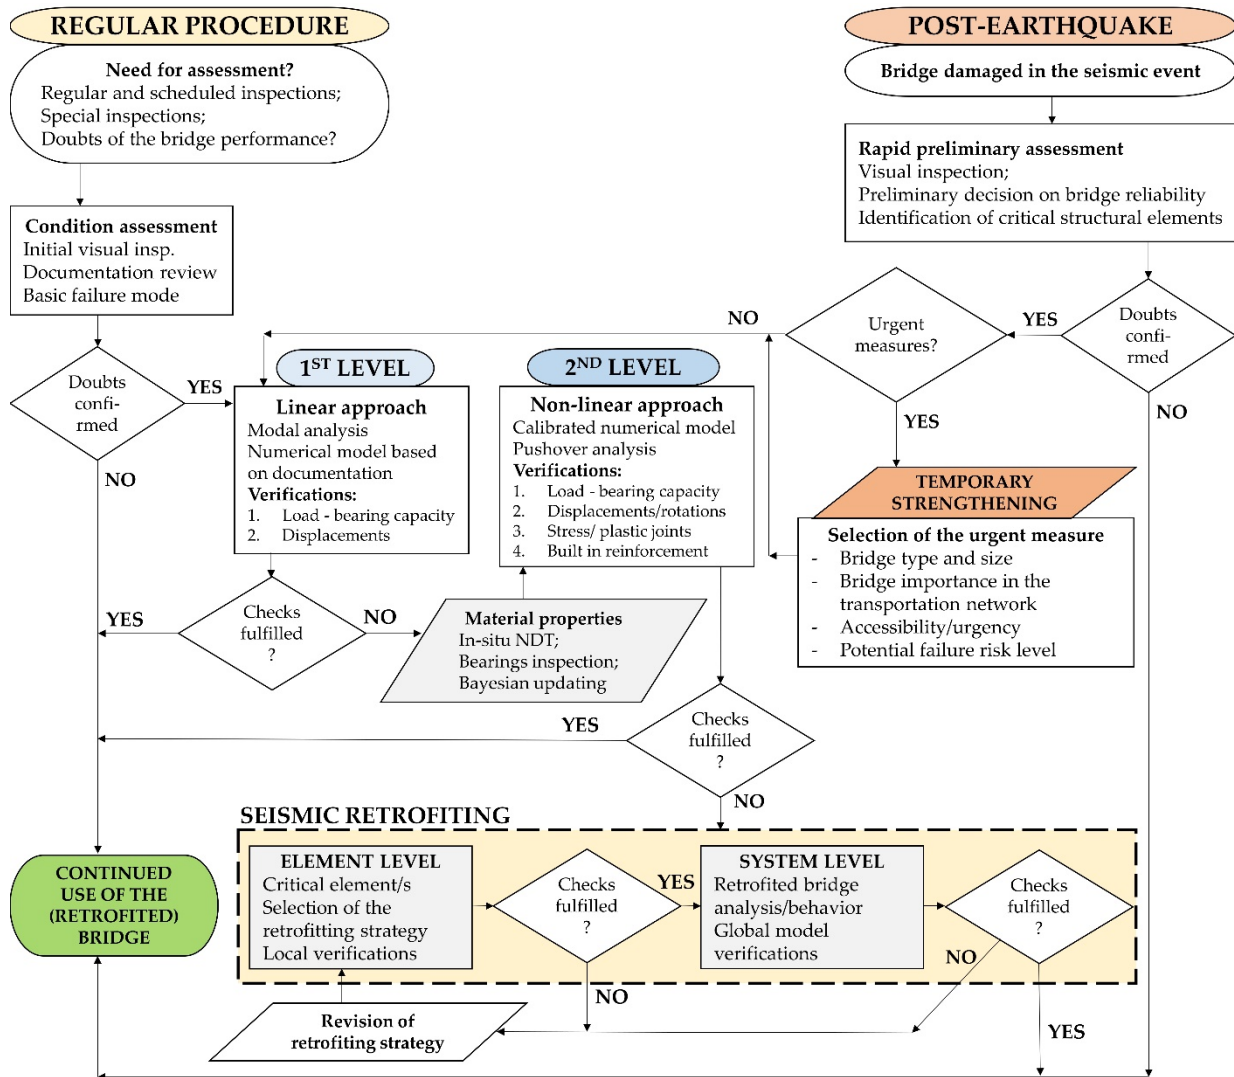 REGULAR PROCEDURE
Need for assessment?
Regular and scheduled inspections;
Special inspections;
Doubts of the bridge performance?
POST-EARTHQUAKE
Bridge damaged in the seismic event
Rapid preliminary assessment
Visual inspection;
Preliminary decision on bridge reliability
Identification of critical structural elements
Condition assessment
Initial visual insp.
Documentation review
Basic failure mode
Doubts
confi-
rmed
YES
NO
Urgent
measures?
NO
YES
Doubts
confi-
rmed
YES
NO
1ST LEVEL
Linear approach
Modal analysis
Numerical model based
on documentation
Verifications:
1. Load - bearing capacity
2. Displacements
2ND LEVEL
Non-linear approach
Calibrated numerical model
Pushover analysis
Verifications:
1. Load - bearing capacity
2. Displacements/rotations
3. Stress/ plastic joints
4. Built in reinforcement
TEMPORARY
STRENGTHENING
Selection of the urgent measure
- Bridge type and size
- Bridge importance in the
transportation network
- Accessibility/urgency
- Potential failure risk level
YES
Checks
fulfilled
?
NO
Material properties
In-situ NDT;
Bearings inspection;
Bayesian updating
YES
Checks
fulfilled
?
NO
SEISMIC RETROFITING
ELEMENT LEVEL
Critical element/s
Selection of the
retrofitting strategy
Local verifications
Checks
fulfilled
?
YES
NO
SYSTEM LEVEL
Retrofited bridge
analysis/behavior
Global model
verifications
Checks
fulfilled
?
NO
YES
Revision of
retrofiting strategy
CONTINUED
USE OF THE
(RETROFITED)
BRIDGE